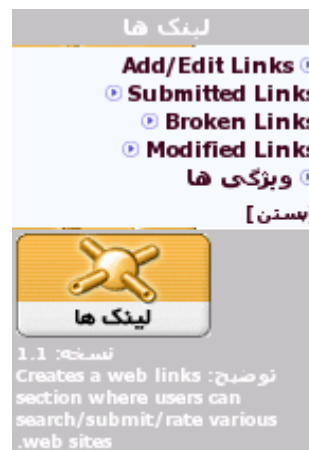 لینک ها
Add/Edit Links
Submitted Links
Broken Links
Modified Links
ویژگی ها
[بستن]
لینک ها
نسخه: 1.1
توضیح: Creates a web links
section where users can
search/submit/rate various
web sites.